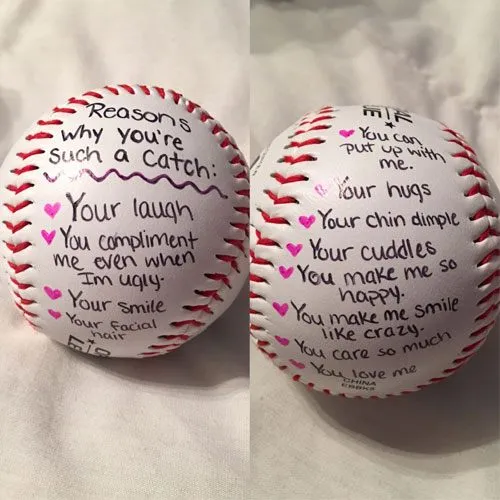 Reasons
why you're
such a catch:
Your laugh
You compliment
me even when
I'm ugly.
Your smile
Your facial
hair
You can
put up with
me.
Your hugs
Your chin dimple
Your cuddles
You make me so
happy.
You make me smile
like crazy.
You care so much
You love me
CHINA